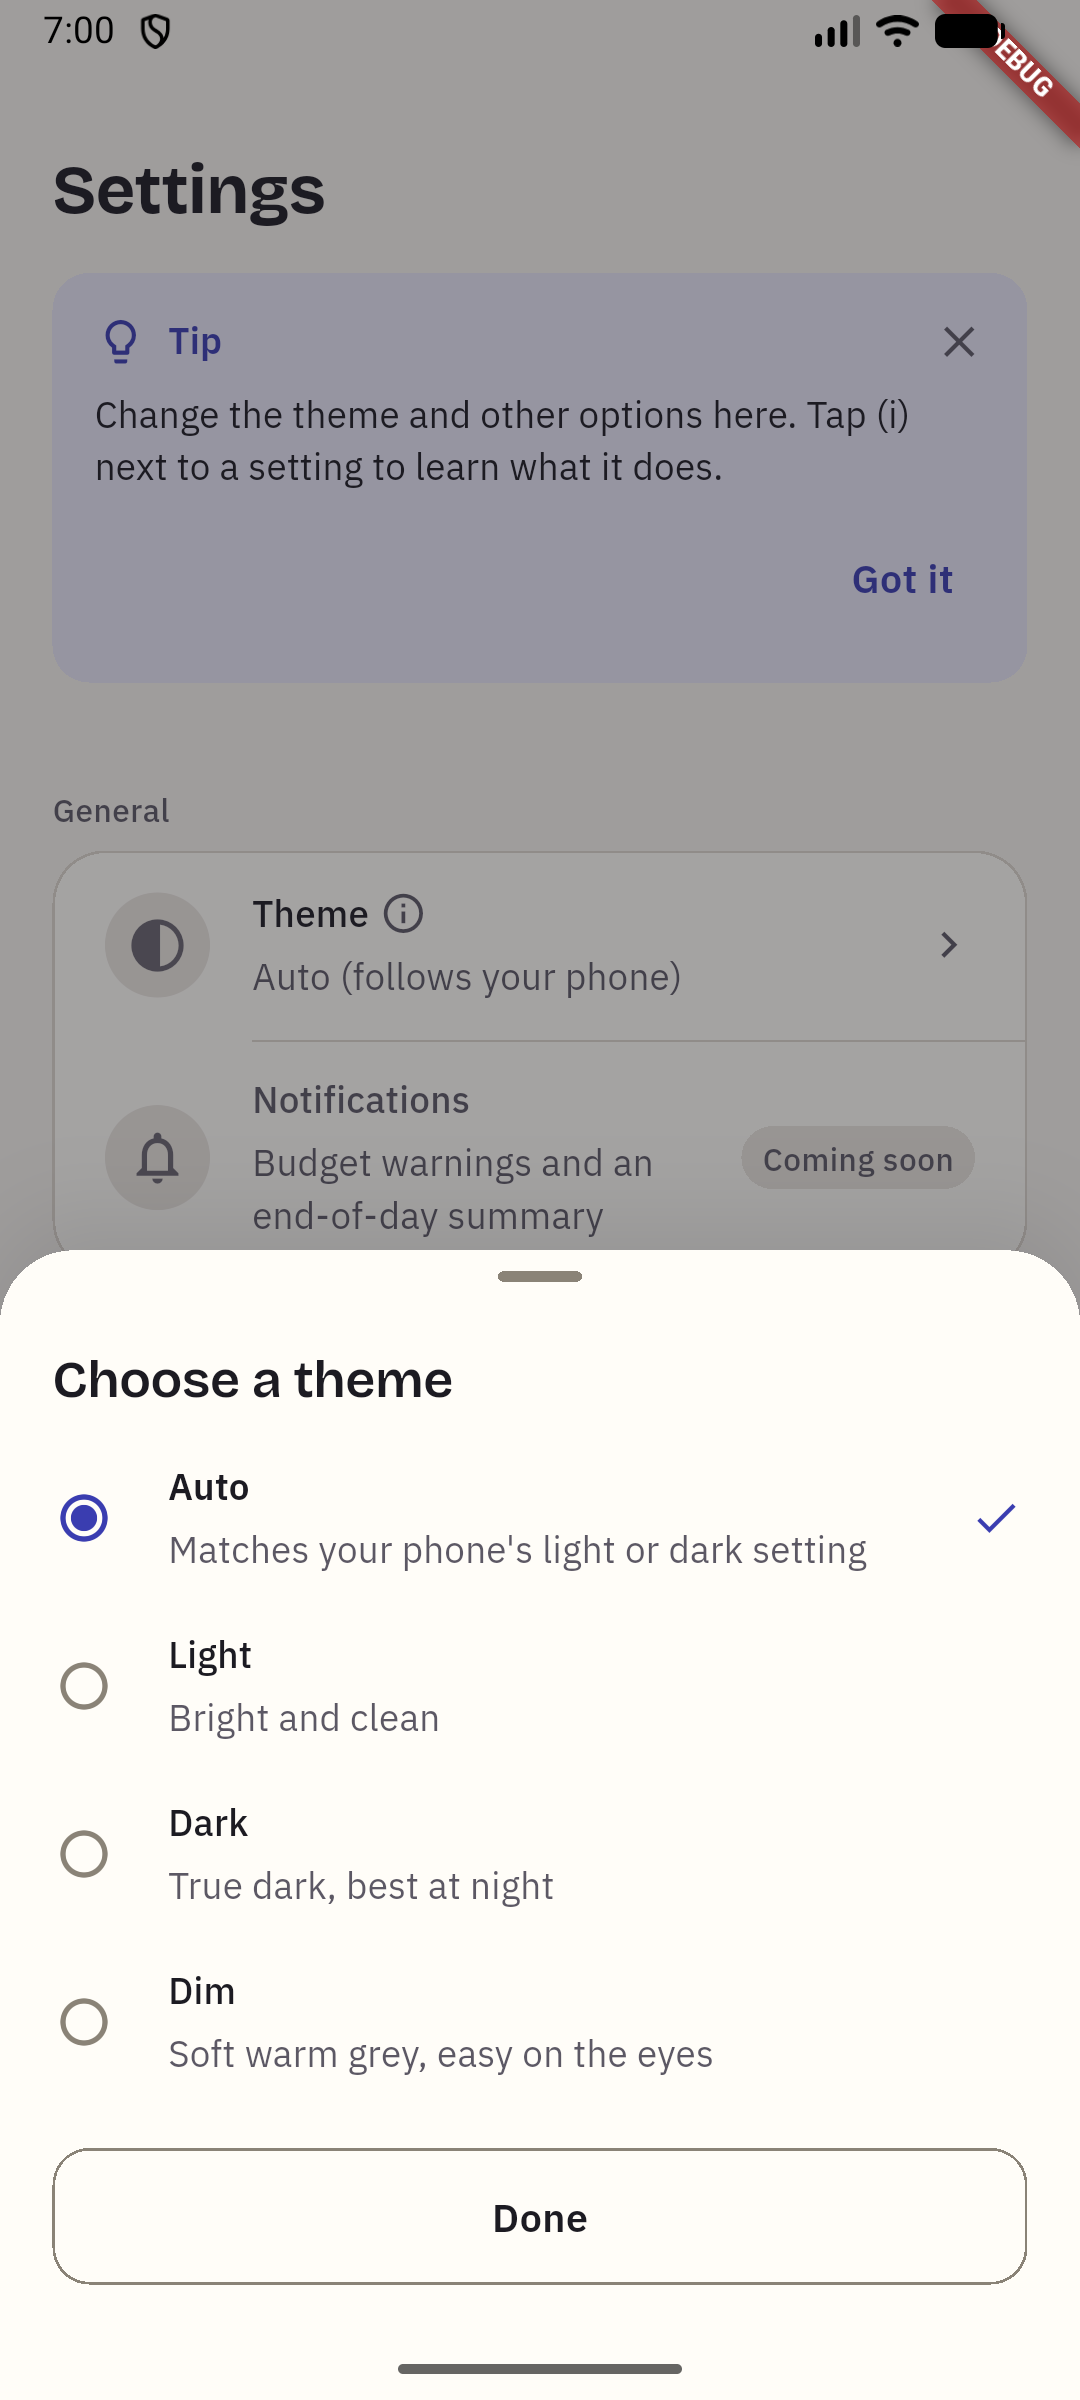 7:00
EBUG
Settings
Tip
Change the theme and other options here. Tap (i)
next to a setting to learn what it does.
Got it
General
Theme
Auto (follows your phone)
Notifications
Budget warnings and an
end-of-day summary
Coming soon
Choose a theme
Auto
Matches your phone's light or dark setting
Light
Bright and clean
Dark
True dark, best at night
Dim
Soft warm grey, easy on the eyes
Done